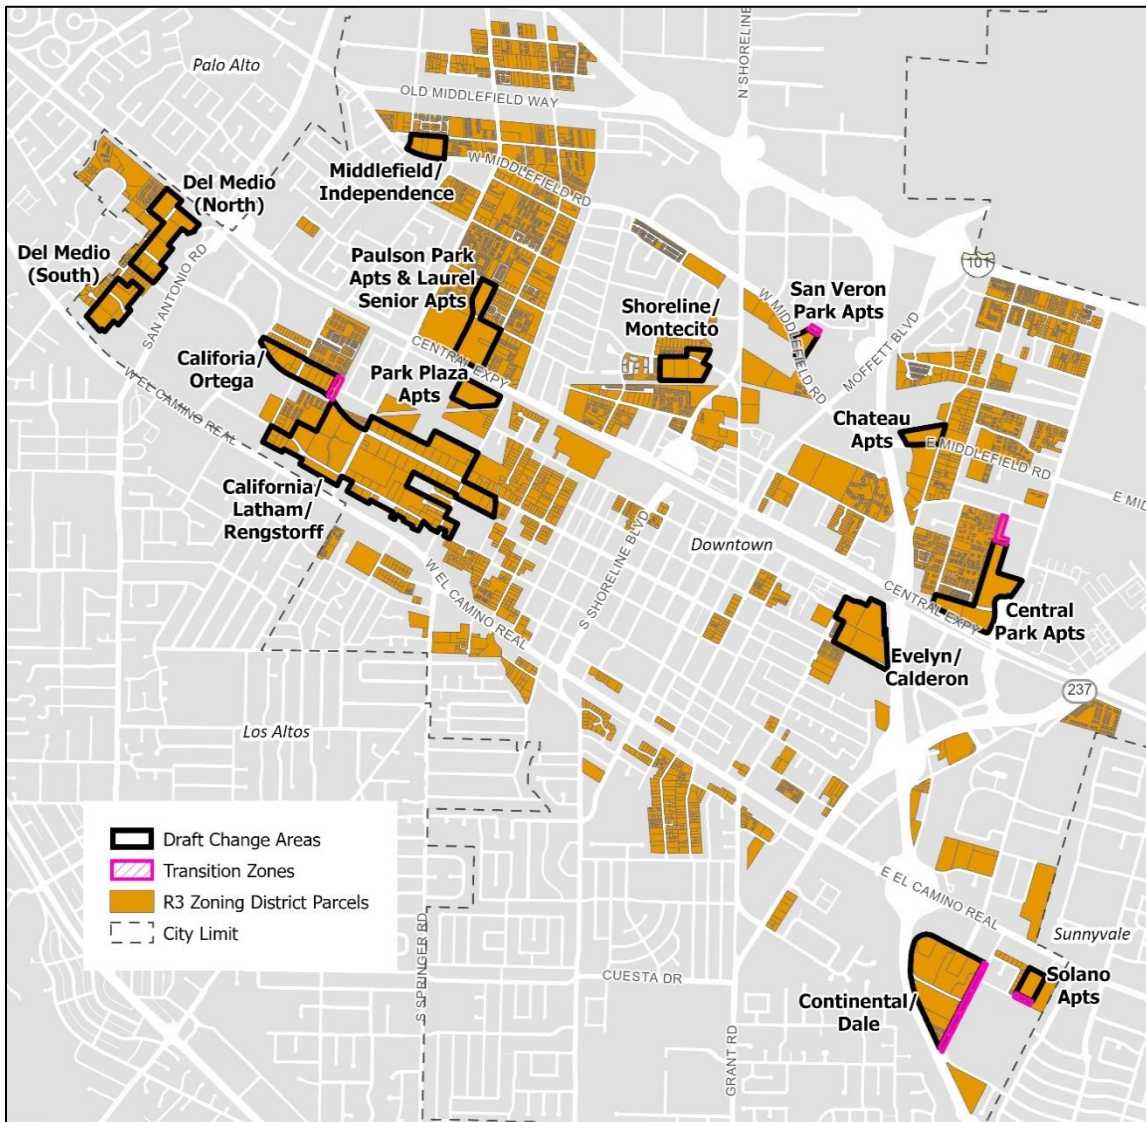 Palo Alto
N SHORELINE
OLD MIDDLEFIELD WAY
Middlefield/
Independence
W MIDDLEFIELD RD
Del Medio
(North)
Del Medio
(South)
SAN ANTONIO RD
101
Paulson Park
Apts & Laurel
Senior Apts
Shoreline/
Montecito
San Veron
Park Apts
W MIDDLEFIELD RD
MOFFETT BLVD
Califoria/
Ortega
CENTRAL EXPY
Park Plaza
Apts
W EL CAMINO REAL
Chateau
Apts
E MIDDLEFIELD RD
E MID
California/
Latham/
Rengstorff
S SHORELINE BLVD
Downtown
W EL CAMINO REAL
CENTRAL EXPY
Central
Park Apts
Evelyn/
Calderon
237
Los Altos
Draft Change Areas
Transition Zones
R3 Zoning District Parcels
City Limit
E EL CAMINO REAL
Sunnyvale
S SPRINGER RD
CUESTA DR
GRANT RD
Continental/
Dale
Solano
Apts